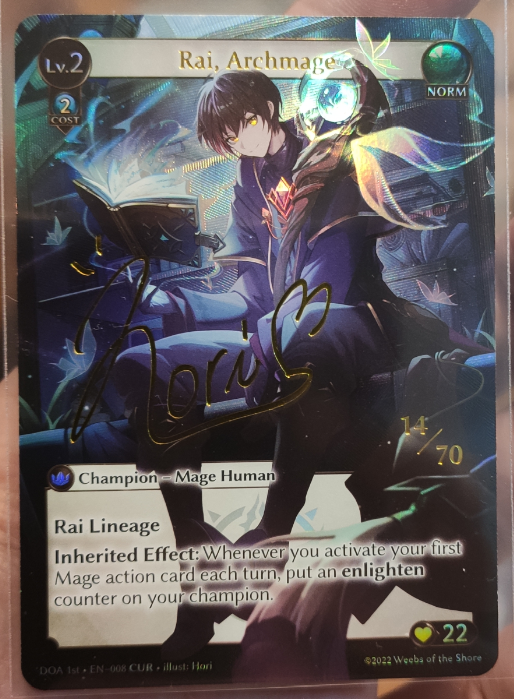 Lv.2
Rai, Archmage
NORM
2
COST
Hori
14/70
Champion – Mage Human
Rai Lineage
Inherited Effect: Whenever you activate your first
Mage action card each turn, put an enlighten
counter on your champion.
22
DOA 1st • EN-008 CUR • illust: Hori
©2022 Weebs of the Shore